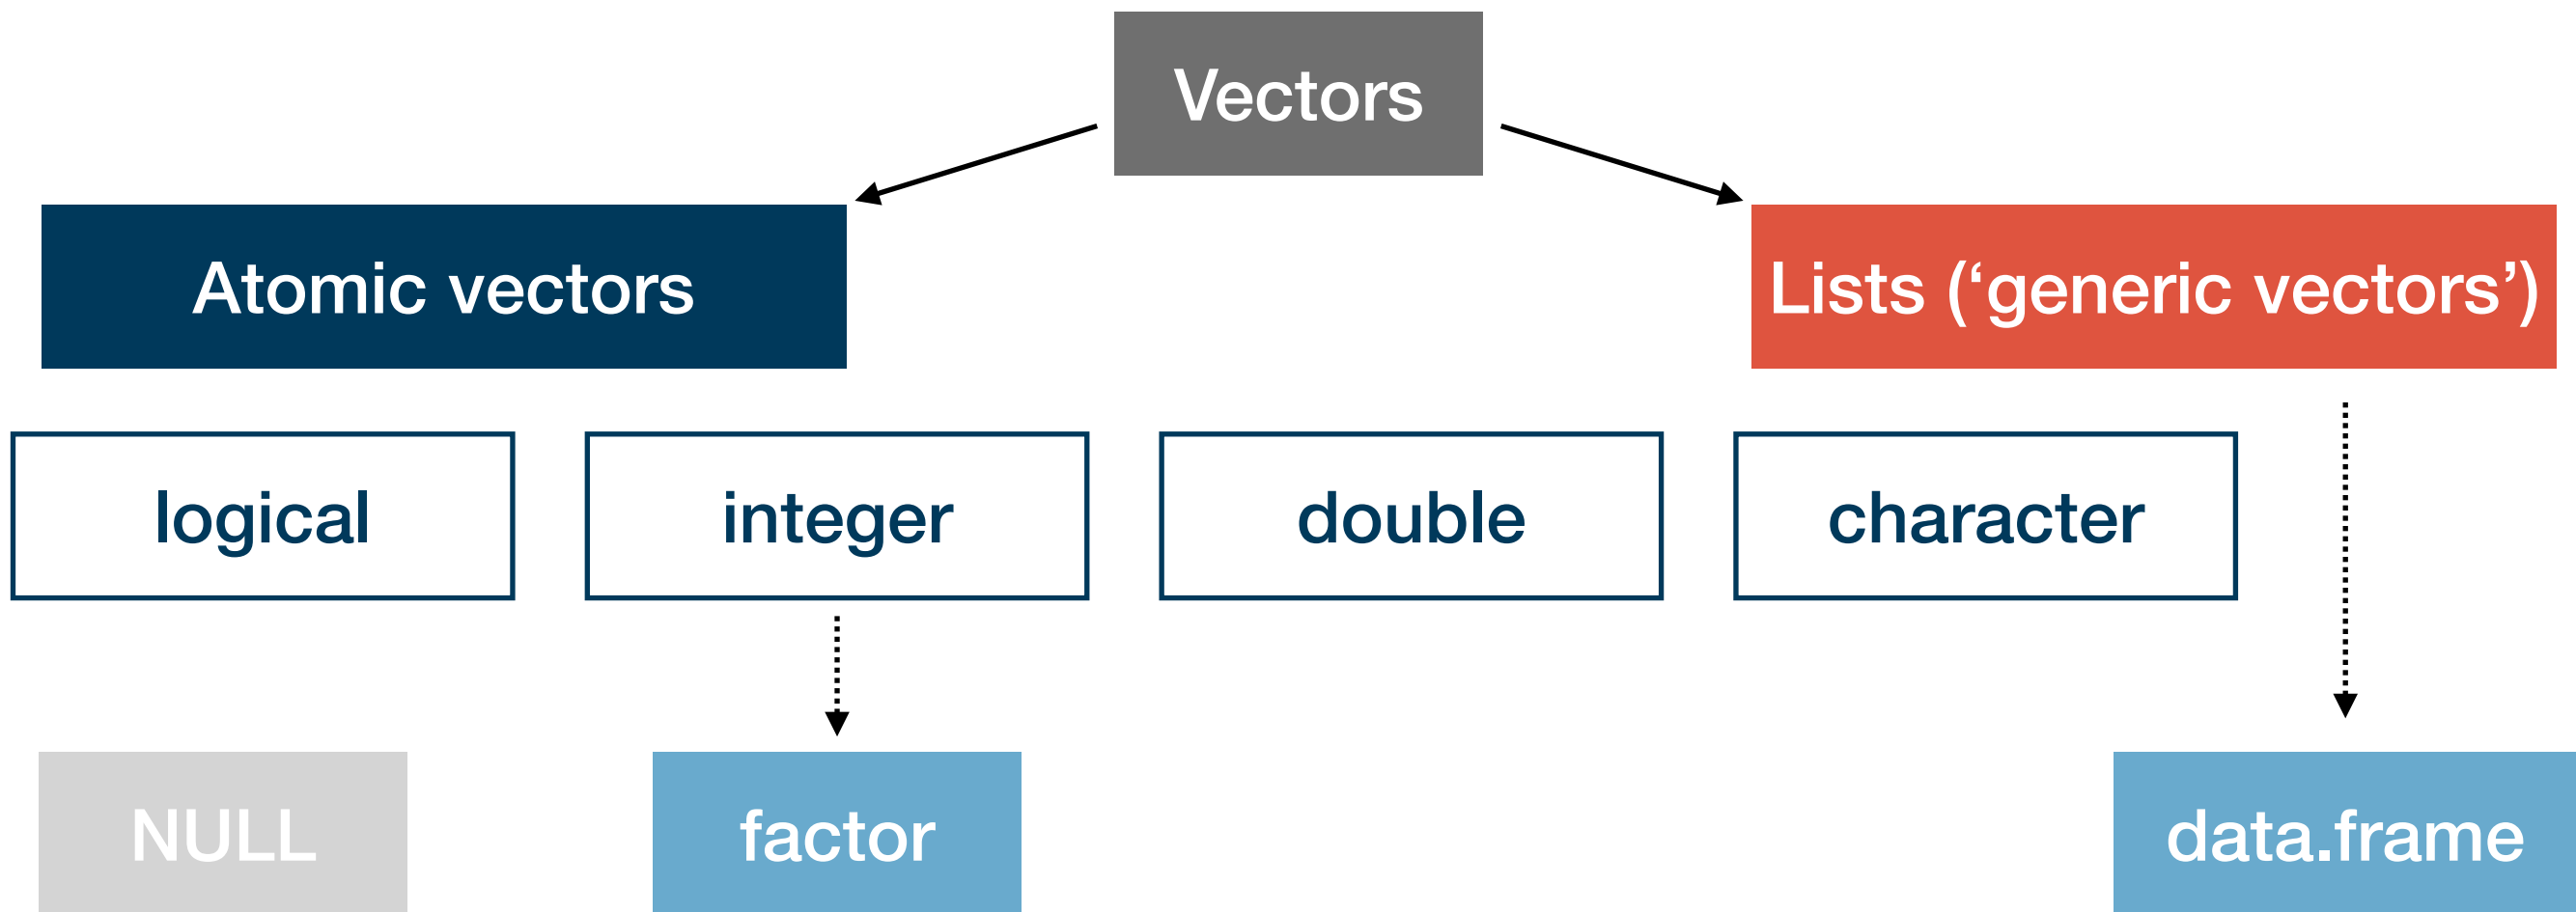 Vectors
Atomic vectors
Lists (‘generic vectors’)
logical
integer
double
character
NULL
factor
data.frame